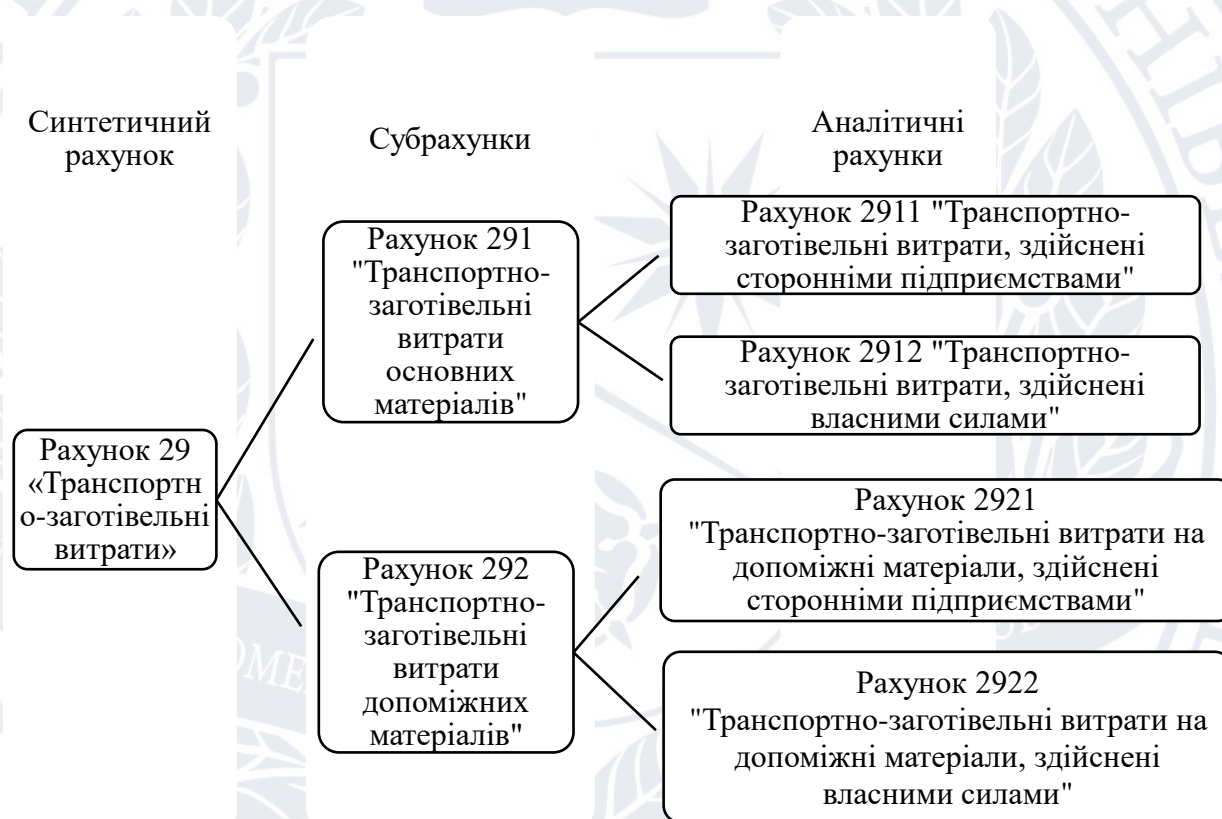 Синтетичний
рахунок
Субрахунки
Аналітичні
рахунки
Рахунок 29
«Транспортн
о-заготівельні
витрати»
Рахунок 291
"Транспортно-
заготівельні
витрати
основних
матеріалів"
Рахунок 2911 "Транспортно-
заготівельні витрати, здійснені
сторонніми підприємствами"
Рахунок 2912 "Транспортно-
заготівельні витрати, здійснені
власними силами"
Рахунок 292
"Транспортно-
заготівельні
витрати
допоміжних
матеріалів"
Рахунок 2921
"Транспортно-заготівельні витрати на
допоміжні матеріали, здійснені
сторонніми підприємствами"
Рахунок 2922
"Транспортно-заготівельні витрати на
допоміжні матеріали, здійснені
власними силами"